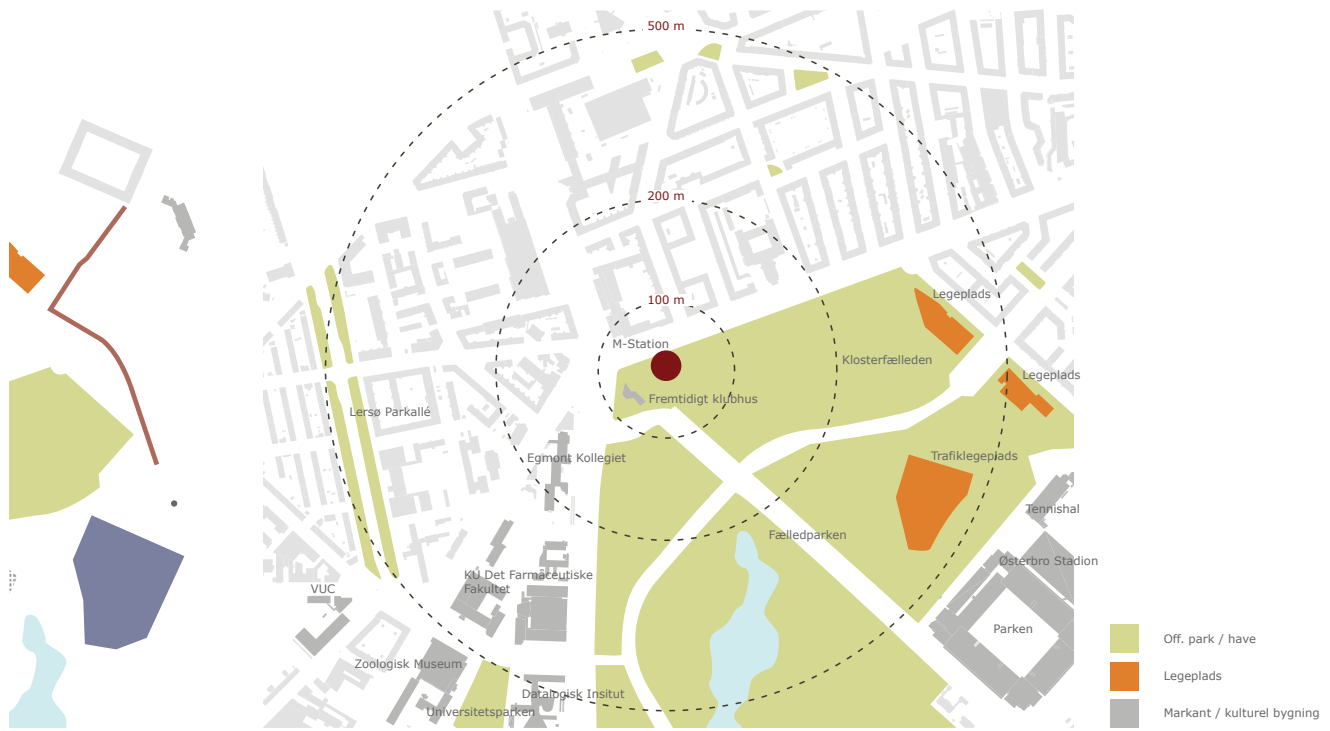 500 m
200 m
Legeplads
100 m
M-Station
Klosterfælleden
Legeplads
Fremtidigt klubhus
Lersø Parkallé
Egmont Kollegiet
Trafiklegeplads
Tennishal
Fælledparken
Østerbro Stadion
KU Det Farmaceutiske
Fakultet
VUC
Parken
Off. park / have
Zoologisk Museum
Legeplads
Datalogisk Insitut
Universitetsparken
Markant / kulturel bygning